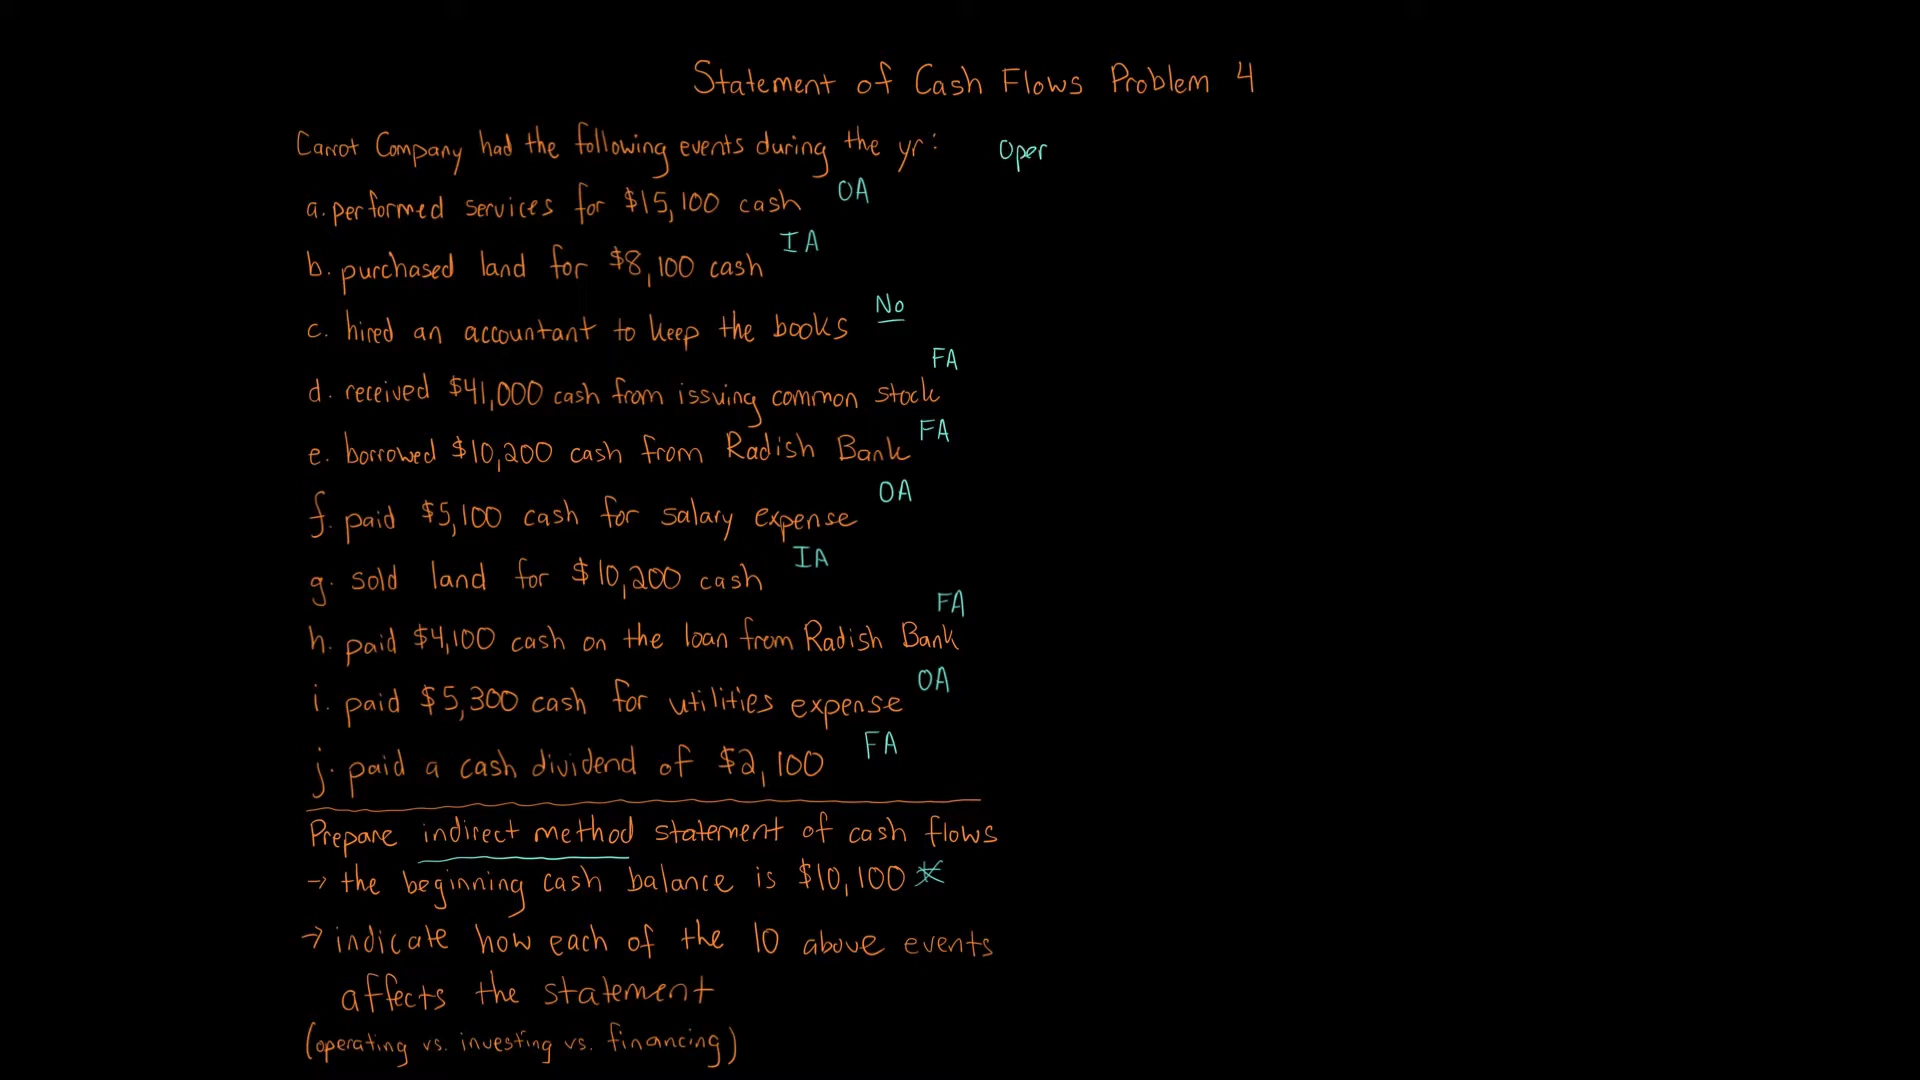 Statement of Cash Flows Problem 4
Carrot Company had the following events during the yr:
Oper
a. performed services for $15,100 cash OA
b. purchased land for $8,100 cash IA
c. hired an accountant to keep the books No
d. received $41,000 cash from issuing common stock FA
e. borrowed $10,200 cash from Radish Bank FA
f. paid $5,100 cash for salary expense OA
g. sold land for $10,200 cash IA
h. paid $4,100 cash on the loan from Radish Bank FA
i. paid $5,300 cash for utilities expense OA
j. paid a cash dividend of $2,100 FA
Prepare indirect method statement of cash flows
→ the beginning cash balance is $10,100 *
→ indicate how each of the 10 above events
affects the statement
(operating vs. investing vs. financing)